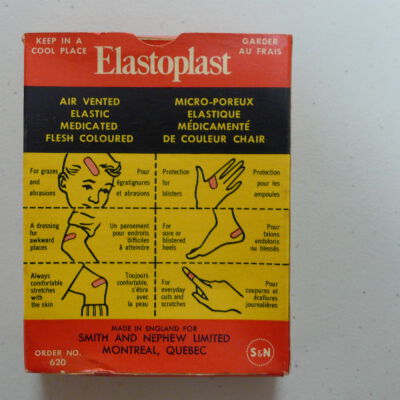 KEEP IN A
COOL PLACE
GARDER
AU FRAIS
Elastoplast
AIR VENTED
ELASTIC
MEDICATED
FLESH COLOURED
MICRO-POREUX
ELASTIQUE
MÉDICAMENTÉ
DE COULEUR CHAIR
For grazes
and
abrasions
Pour
égratignures
et abrasions
Protection
for
blisters
Protection
pour les
ampoules
A dressing
for
awkward
places
Un pansement
pour endroits
difficiles
à atteindre
For
sore or
blistered
heels
Pour
talons
endoloris
ou blessés
Always
comfortable
stretches
with
the skin
Toujours
comfortable,
s'étire
avec
la peau
For
everyday
cuts and
scratches
Pour
coupures et
éraflures
journalières
MADE IN ENGLAND FOR
SMITH AND NEPHEW LIMITED
MONTREAL, QUEBEC
ORDER NO.
620
S&N